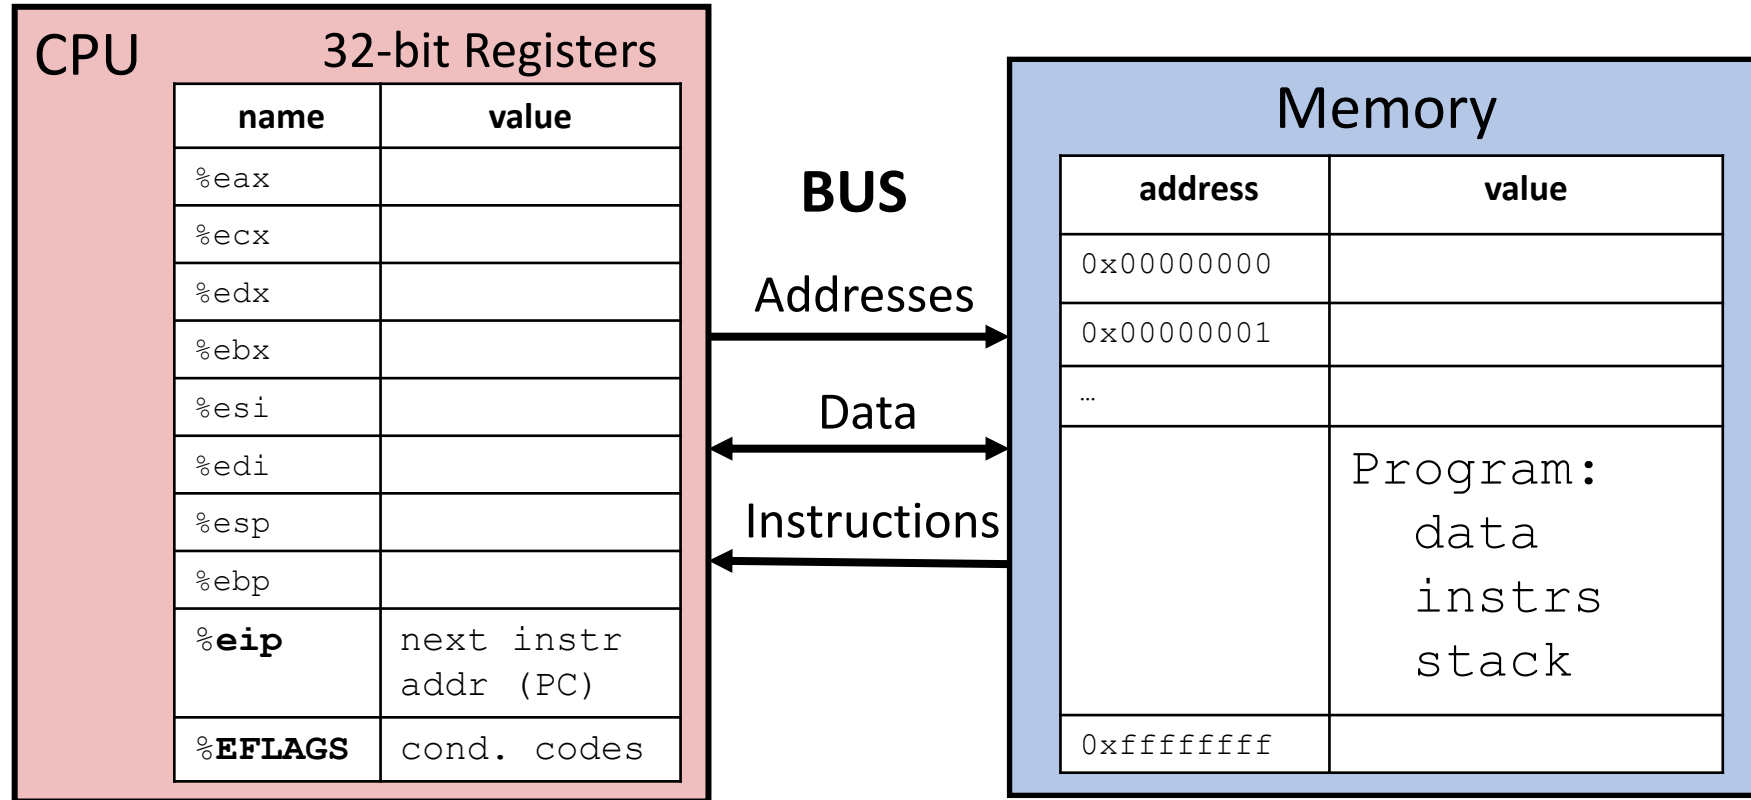 CPU
32-bit Registers
name value
%eax
%ecx
%edx
%ebx
%esi
%edi
%esp
%ebp
%eip next instr
addr (PC)
%EFLAGS cond. codes
BUS
Addresses
Data
Instructions
Memory
address value
0x00000000
0x00000001
…
Program:
data
instrs
stack
0xffffffff